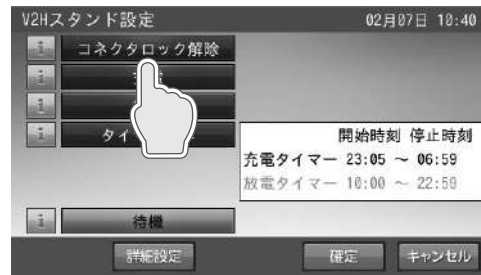 V2Hスタンド設定 02月07日 10:40
i コネクタロック解除
i
i
i タイ
開始時刻 停止時刻
充電タイマー 23:05 ～ 06:59
放電タイマー 10:00 ～ 22:59
i 待機
詳細設定 確定 キャンセル